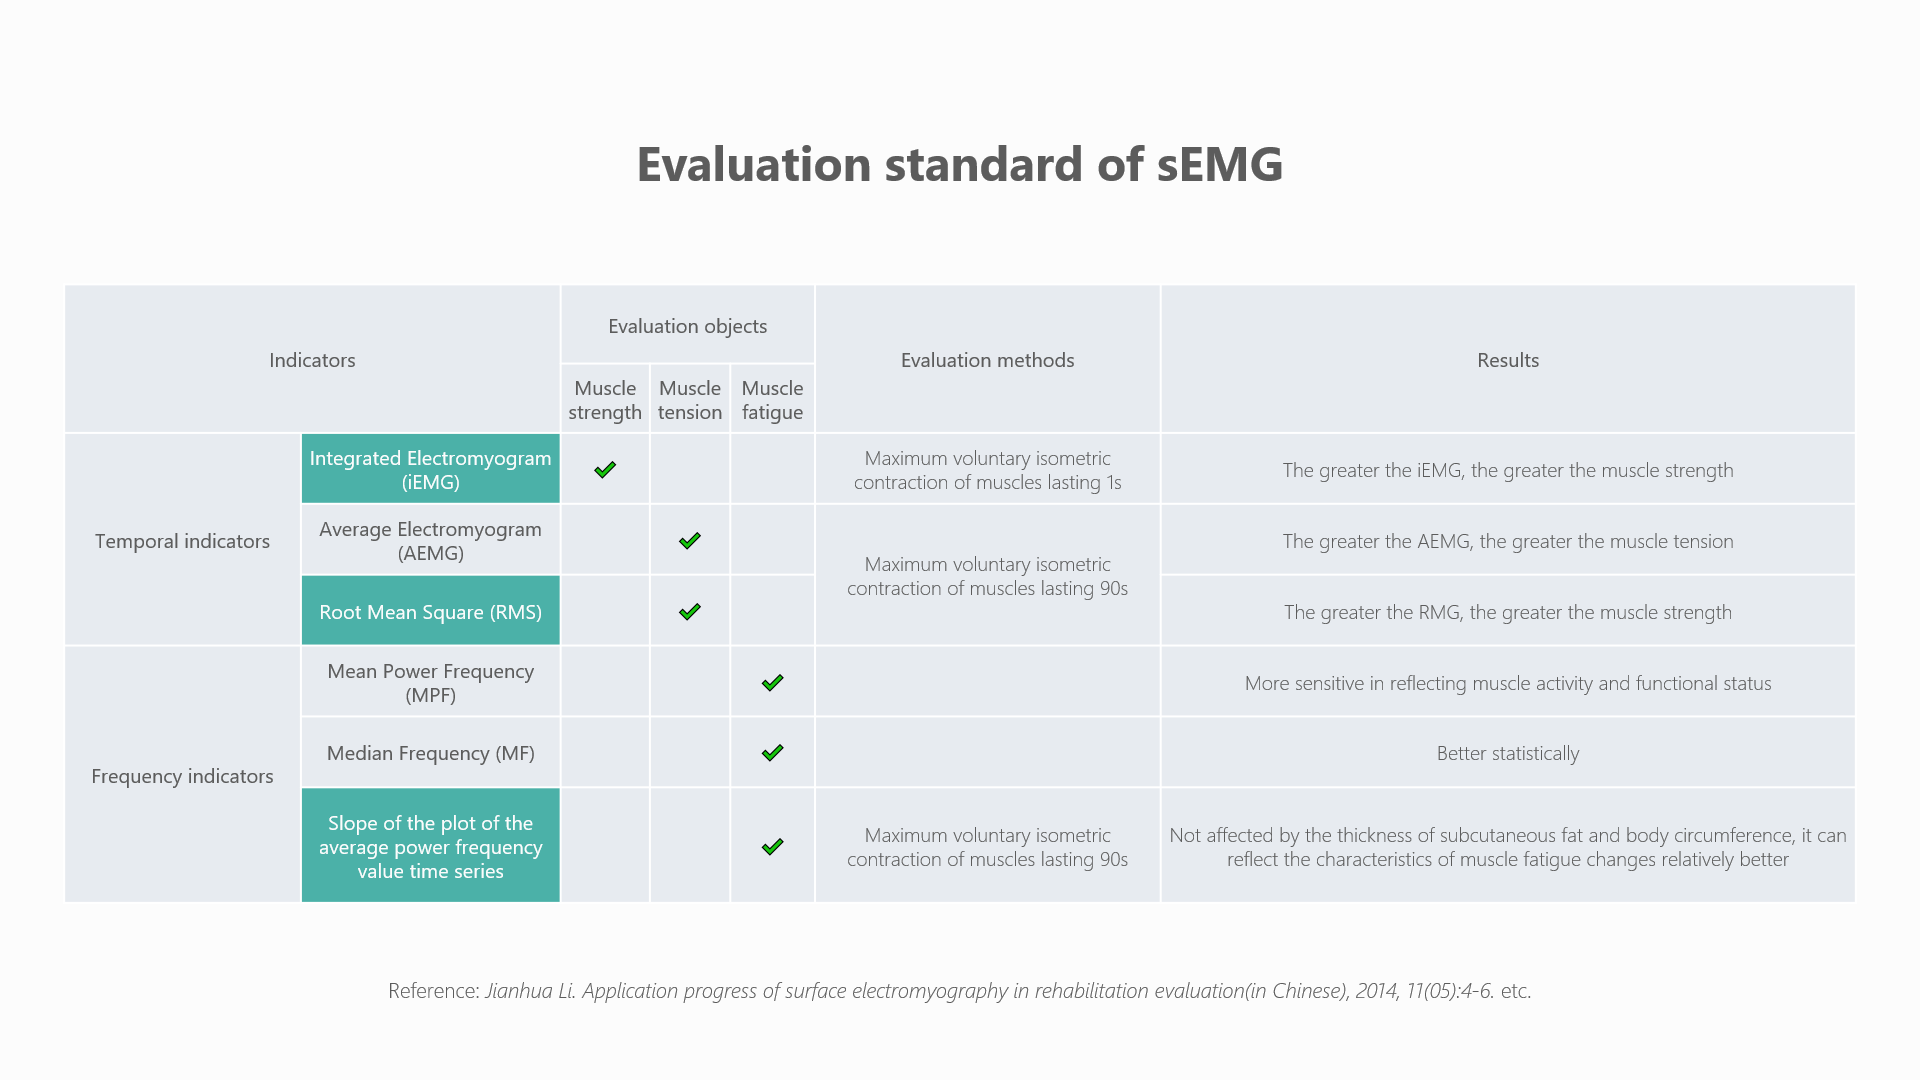 Evaluation standard of sEMG
Indicators
Evaluation objects
Evaluation methods
Results
Muscle
strength
Muscle
tension
Muscle
fatigue
Temporal indicators
Integrated Electromyogram
(iEMG)
Maximum voluntary isometric
contraction of muscles lasting 1s
The greater the iEMG, the greater the muscle strength
Average Electromyogram
(AEMG)
Maximum voluntary isometric
contraction of muscles lasting 90s
The greater the AEMG, the greater the muscle tension
Root Mean Square (RMS)
The greater the RMG, the greater the muscle strength
Frequency indicators
Mean Power Frequency
(MPF)
More sensitive in reflecting muscle activity and functional status
Median Frequency (MF)
Better statistically
Slope of the plot of the
average power frequency
value time series
Maximum voluntary isometric
contraction of muscles lasting 90s
Not affected by the thickness of subcutaneous fat and body circumference, it can
reflect the characteristics of muscle fatigue changes relatively better
Reference: Jianhua Li. Application progress of surface electromyography in rehabilitation evaluation(in Chinese), 2014, 11(05):4-6. etc.